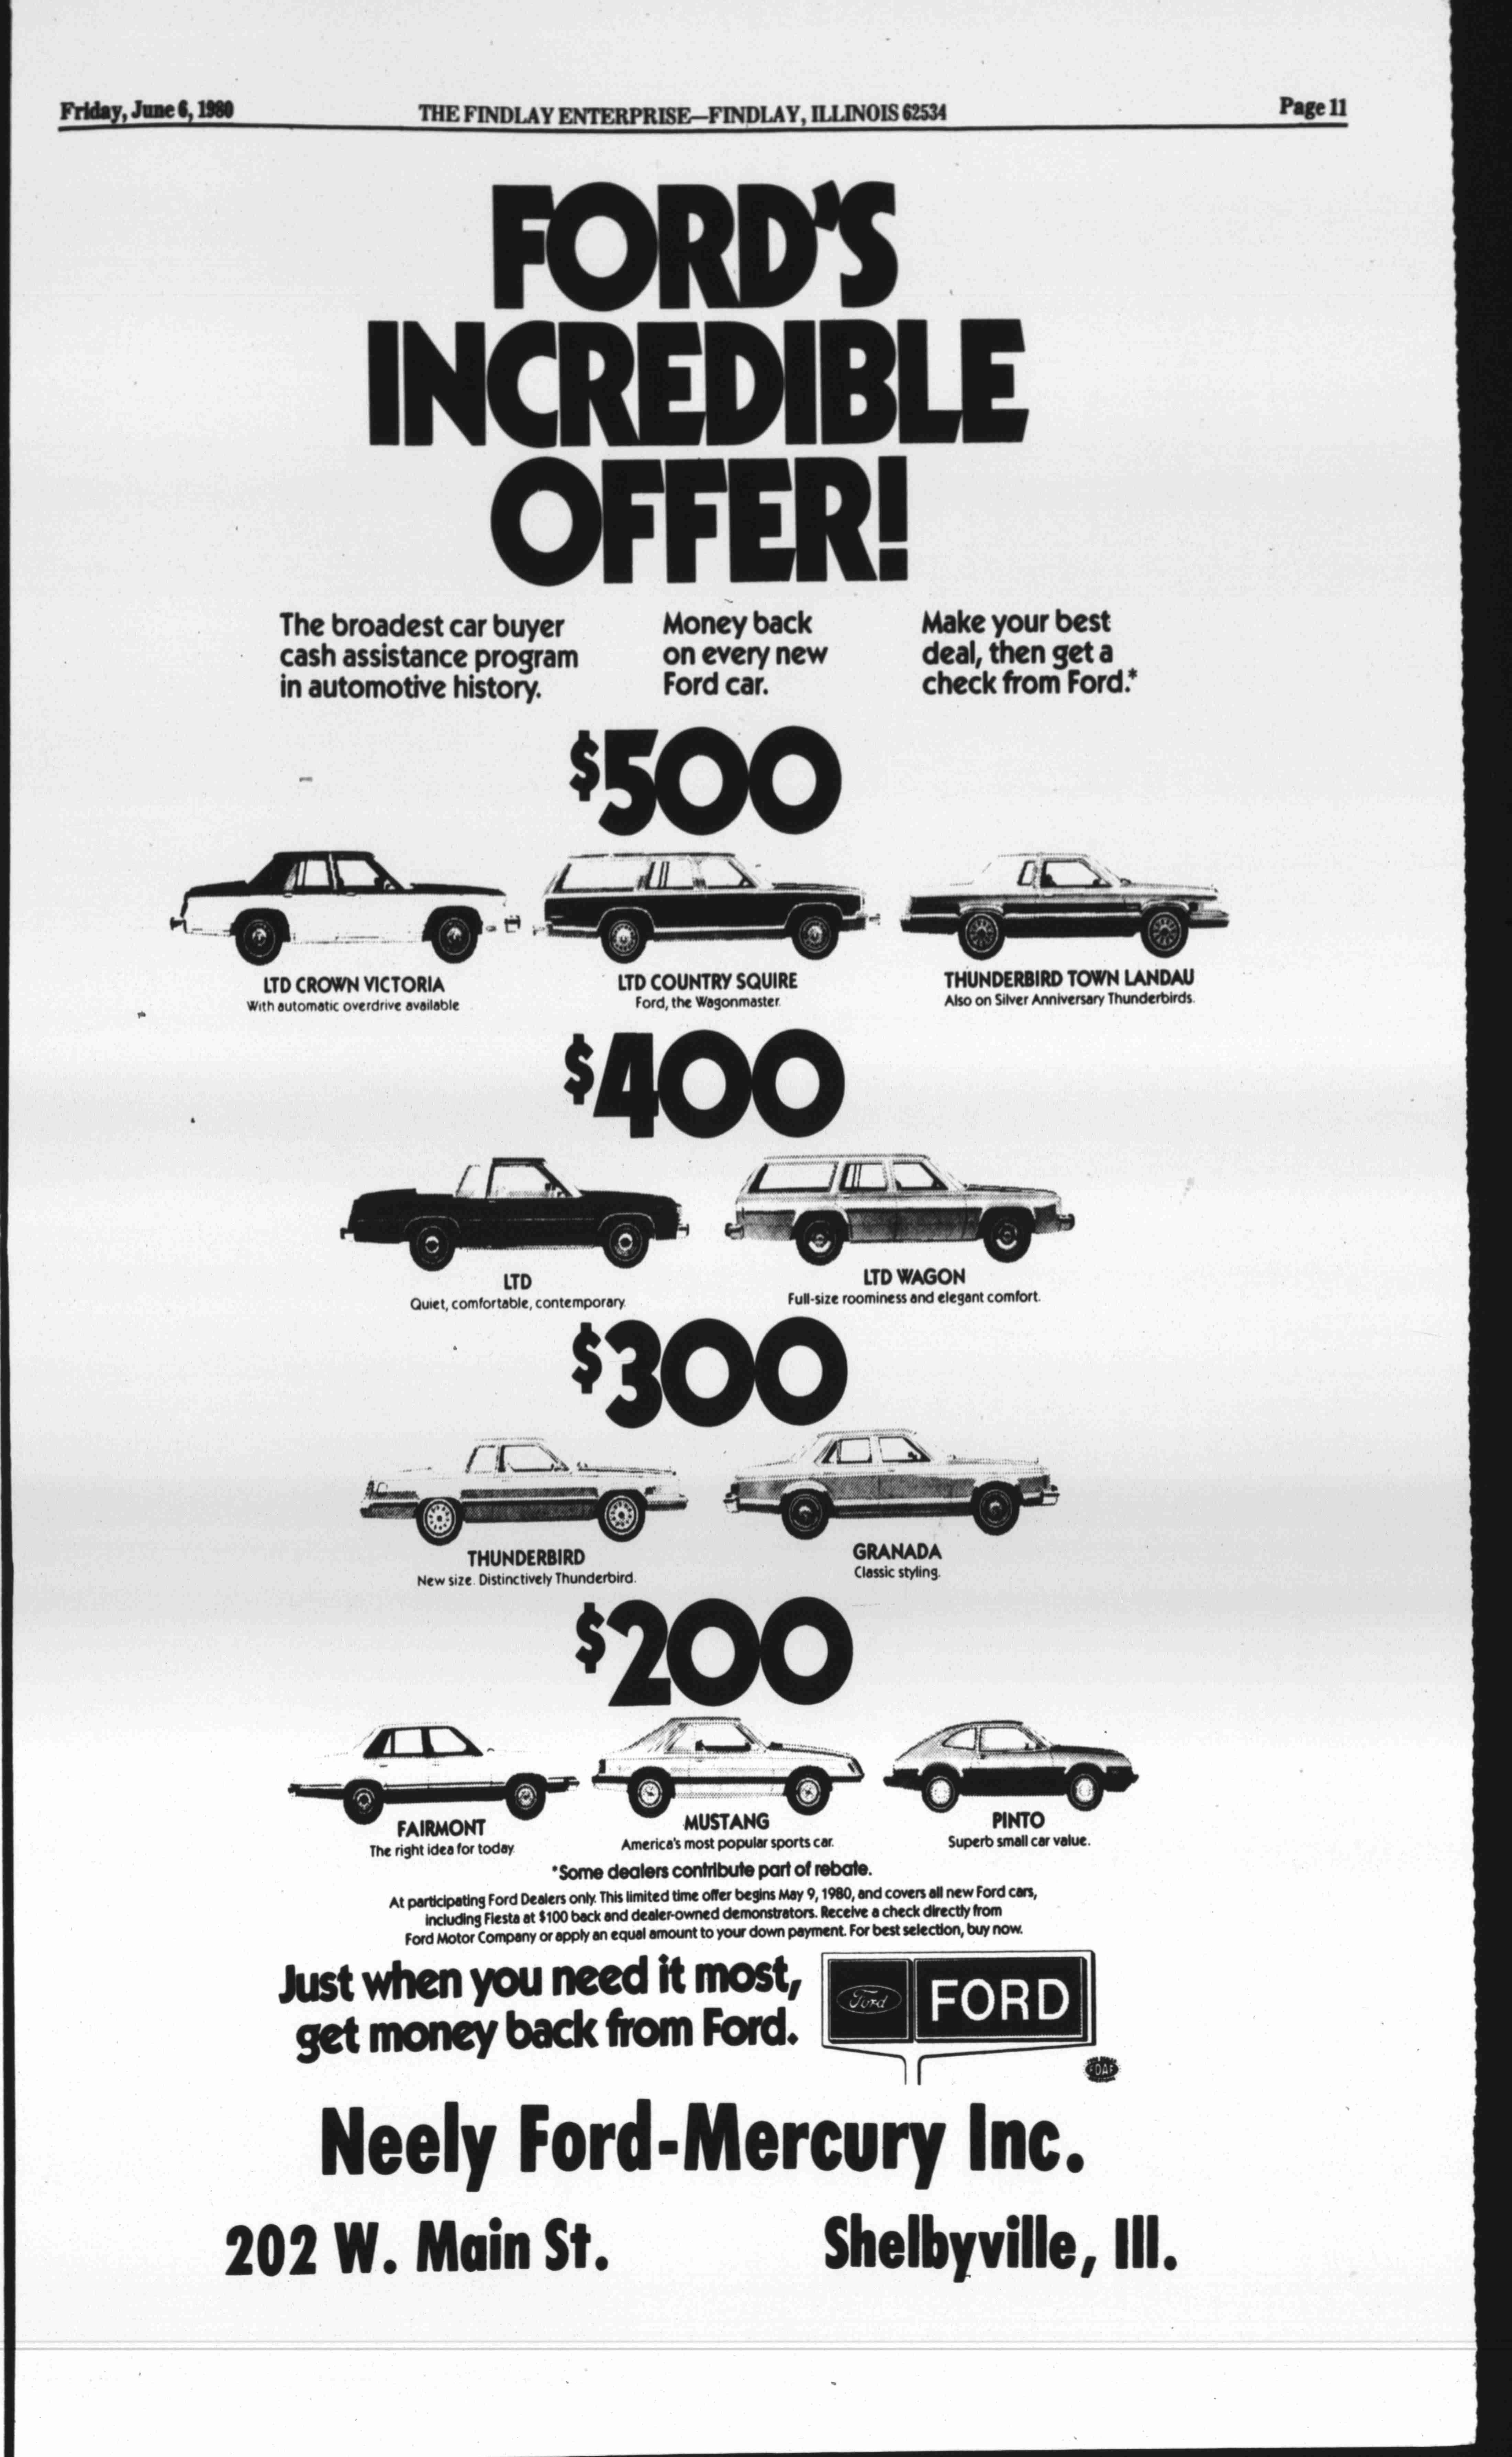 Friday, June 6, 1980
THE FINDLAY ENTERPRISE—FINDLAY, ILLINOIS 62534
Page 11
FORD'S
INCREDIBLE
OFFER!
The broadest car buyer
cash assistance program
in automotive history.
Money back
on every new
Ford car.
Make your best
deal, then get a
check from Ford.*
$500
LTD CROWN VICTORIA
With automatic overdrive available
LTD COUNTRY SQUIRE
Ford, the Wagonmaster.
THUNDERBIRD TOWN LANDAU
Also on Silver Anniversary Thunderbirds.
$400
LTD
Quiet, comfortable, contemporary.
LTD WAGON
Full-size roominess and elegant comfort.
$300
THUNDERBIRD
New size. Distinctively Thunderbird.
GRANADA
Classic styling.
$200
FAIRMONT
The right idea for today
MUSTANG
America's most popular sports car.
PINTO
Superb small car value.
*Some dealers contribute part of rebate.
At participating Ford Dealers only. This limited time offer begins May 9, 1980, and covers all new Ford cars,
including Fiesta at $100 back and dealer-owned demonstrators. Receive a check directly from
Ford Motor Company or apply an equal amount to your down payment. For best selection, buy now.
Just when you need it most,
get money back from Ford.
Ford
FORD
FDAF
Neely Ford-Mercury Inc.
202 W. Main St.
Shelbyville, Ill.